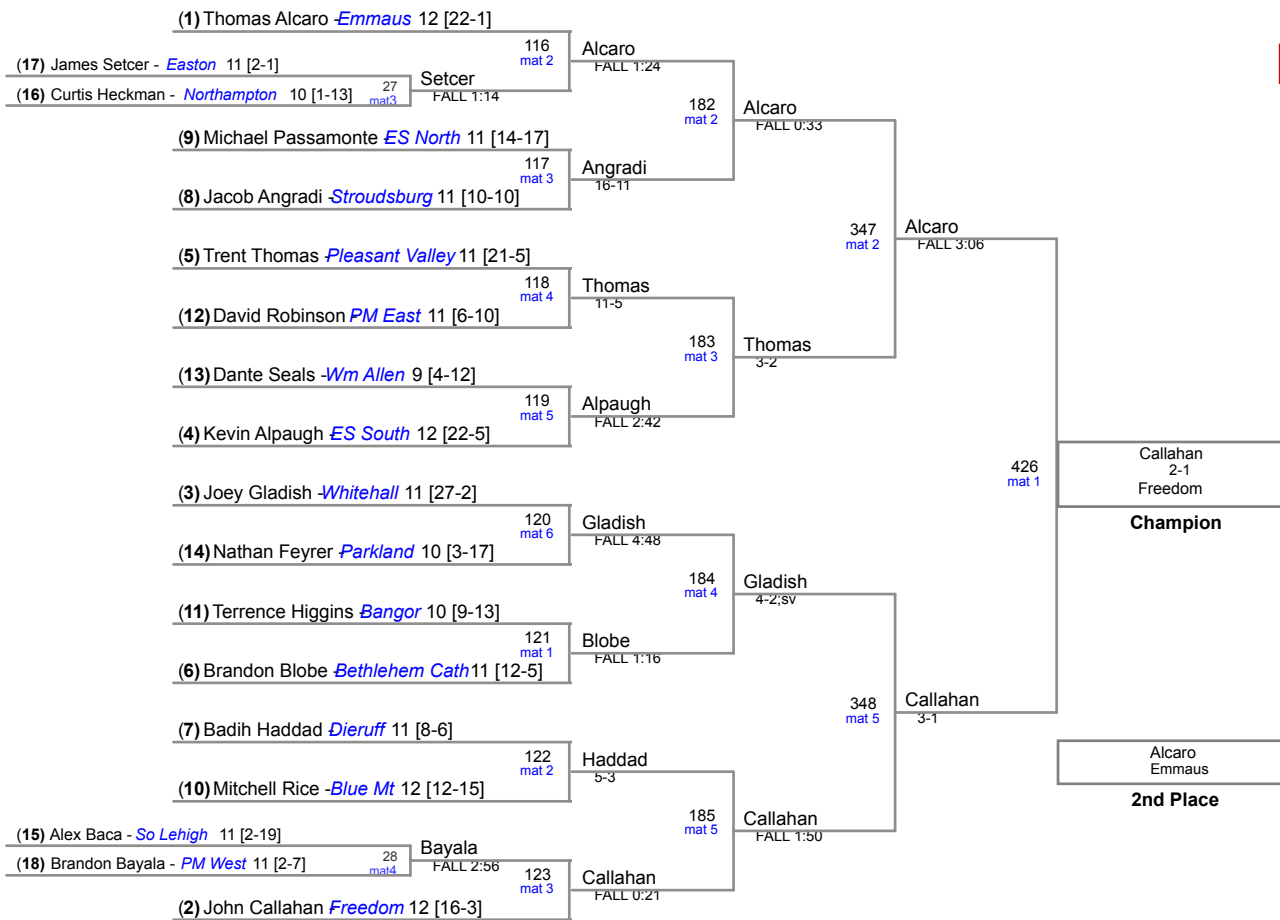 (1) Thomas Alcaro - Emmaus 12 [22-1]
116
mat 2
Alcaro
FALL 1:24
(17) James Setcer - Easton 11 [2-1]
27
mat3
Setcer
FALL 1:14
(16) Curtis Heckman - Northampton 10 [1-13]
182
mat 2
Alcaro
FALL 0:33
(9) Michael Passamonte - ES North 11 [14-17]
117
mat 3
Angradi
16-11
(8) Jacob Angradi - Stroudsburg 11 [10-10]
347
mat 2
Alcaro
FALL 3:06
(5) Trent Thomas - Pleasant Valley 11 [21-5]
118
mat 4
Thomas
11-5
(12) David Robinson PM East 11 [6-10]
183
mat 3
Thomas
3-2
(13) Dante Seals - Wm Allen 9 [4-12]
119
mat 5
Alpaugh
FALL 2:42
(4) Kevin Alpaugh - ES South 12 [22-5]
426
mat 1
Callahan
2-1
Freedom
Champion
(3) Joey Gladish - Whitehall 11 [27-2]
120
mat 6
Gladish
FALL 4:48
(14) Nathan Feyrer - Parkland 10 [3-17]
184
mat 4
Gladish
4-2;sv
(11) Terrence Higgins - Bangor 10 [9-13]
121
mat 1
Blobe
FALL 1:16
(6) Brandon Blobe - Bethlehem Cath 11 [12-5]
348
mat 5
Callahan
3-1
(7) Badih Haddad - Dieruff 11 [8-6]
122
mat 2
Haddad
5-3
(10) Mitchell Rice - Blue Mt 12 [12-15]
185
mat 5
Callahan
FALL 1:50
Alcaro
Emmaus
2nd Place
(15) Alex Baca - So Lehigh 11 [2-19]
28
mat4
Bayala
FALL 2:56
(18) Brandon Bayala - PM West 11 [2-7]
123
mat 3
Callahan
FALL 0:21
(2) John Callahan - Freedom 12 [16-3]